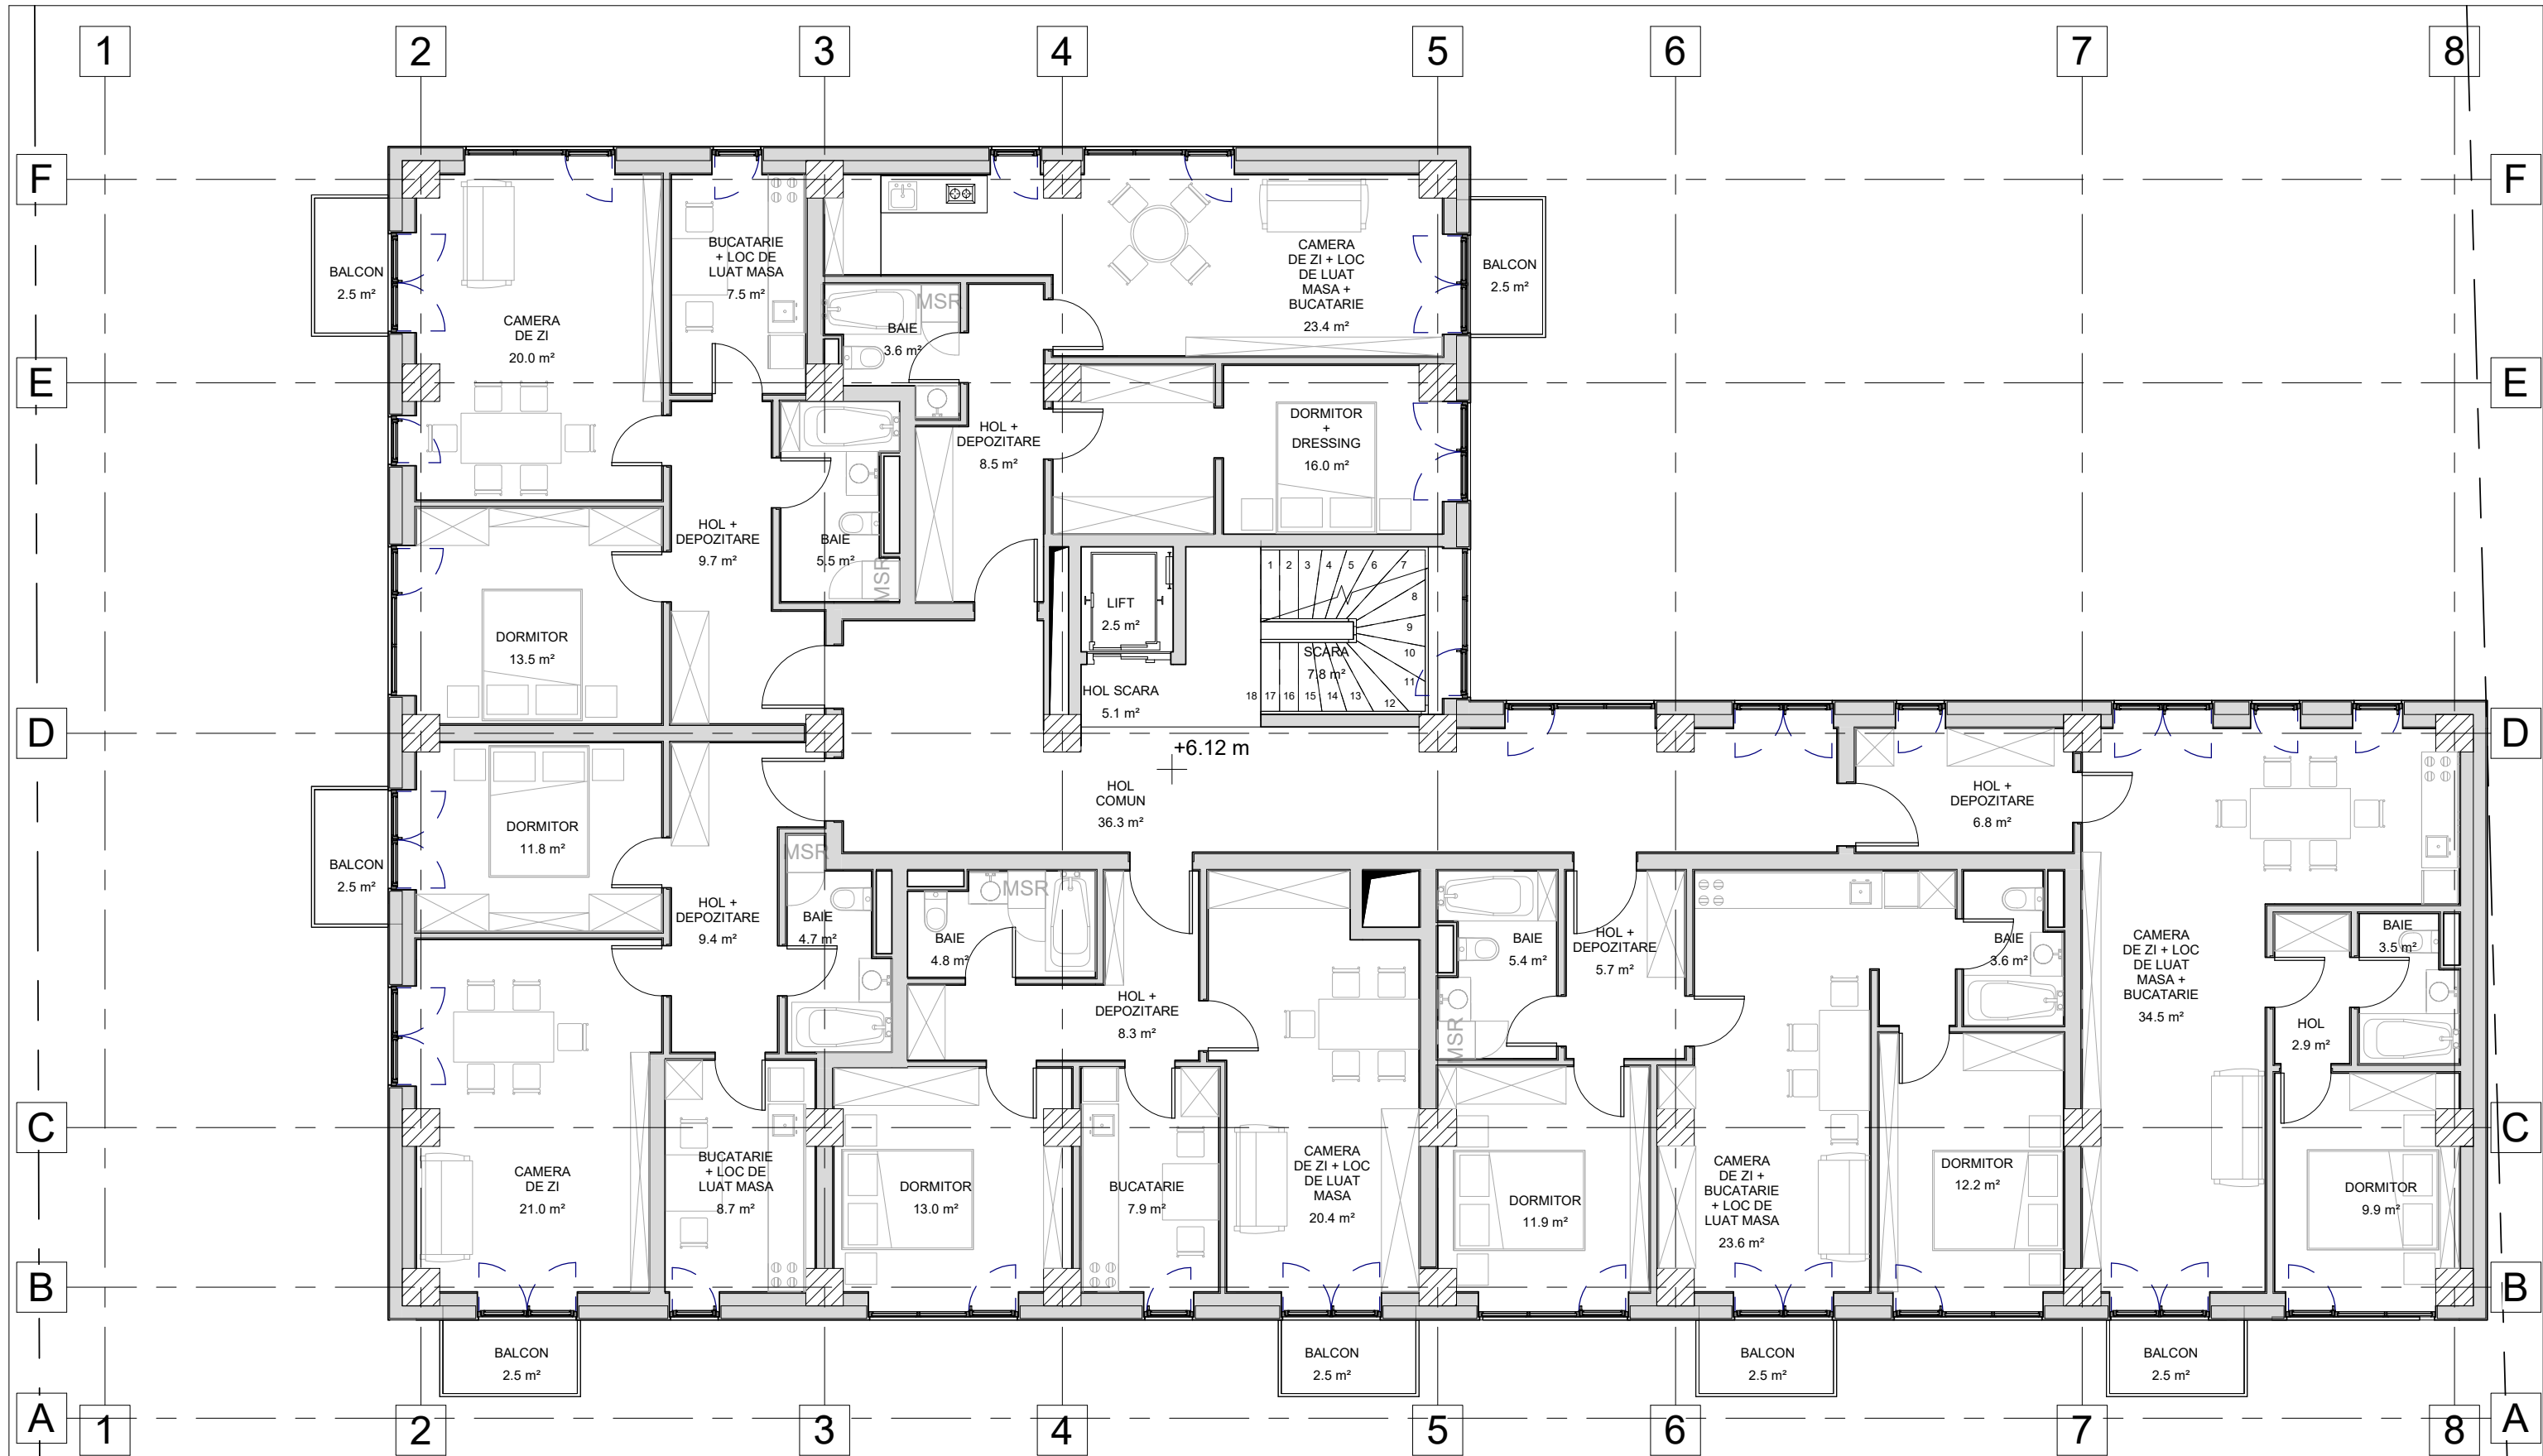 1
2
3
4
5
6
7
8
F
F
BALCON
2.5 m²
CAMERA
DE ZI
20.0 m²
BUCATARIE
+ LOC DE
LUAT MASA
7.5 m²
BAIE
3.6 m²
MSR
CAMERA
DE ZI + LOC
DE LUAT
MASA +
BUCATARIE
23.4 m²
BALCON
2.5 m²
E
E
HOL +
DEPOZITARE
8.5 m²
DORMITOR
+
DRESSING
16.0 m²
HOL +
DEPOZITARE
9.7 m²
BAIE
5.5 m²
MSR
DORMITOR
13.5 m²
LIFT
2.5 m²
HOL SCARA
5.1 m²
1
2
3
4
5
6
7
8
9
10
11
12
13
14
15
16
17
18
SCARA
7.8 m²
D
D
+6.12 m
HOL
COMUN
36.3 m²
HOL +
DEPOZITARE
6.8 m²
DORMITOR
11.8 m²
BALCON
2.5 m²
HOL +
DEPOZITARE
9.4 m²
MSR
BAIE
4.7 m²
BAIE
4.8 m²
MSR
HOL +
DEPOZITARE
8.3 m²
BAIE
5.4 m²
MSR
HOL +
DEPOZITARE
5.7 m²
BAIE
3.6 m²
CAMERA
DE ZI + LOC
DE LUAT
MASA +
BUCATARIE
34.5 m²
BAIE
3.5 m²
HOL
2.9 m²
C
C
CAMERA
DE ZI
21.0 m²
BUCATARIE
+ LOC DE
LUAT MASA
8.7 m²
DORMITOR
13.0 m²
BUCATARIE
7.9 m²
CAMERA
DE ZI + LOC
DE LUAT
MASA
20.4 m²
DORMITOR
11.9 m²
CAMERA
DE ZI +
BUCATARIE
+ LOC DE
LUAT MASA
23.6 m²
DORMITOR
12.2 m²
DORMITOR
9.9 m²
B
B
BALCON
2.5 m²
BALCON
2.5 m²
BALCON
2.5 m²
BALCON
2.5 m²
A
A
1
2
3
4
5
6
7
8